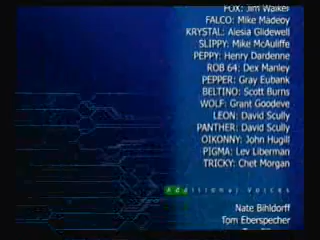 FOX: Jim Walker
FALCO: Mike Madeoy
KRYSTAL: Alesia Glidewell
SLIPPY: Mike McAuliffe
PEPPY: Henry Dardenne
ROB 64: Dex Manley
PEPPER: Gray Eubank
BELTINO: Scott Burns
WOLF: Grant Goodeve
LEON: David Scully
PANTHER: David Scully
OIKONNY: John Hugill
PIGMA: Lev Liberman
TRICKY: Chet Morgan
Additional Voices
Nate Bihldorff
Tom Eberspecher